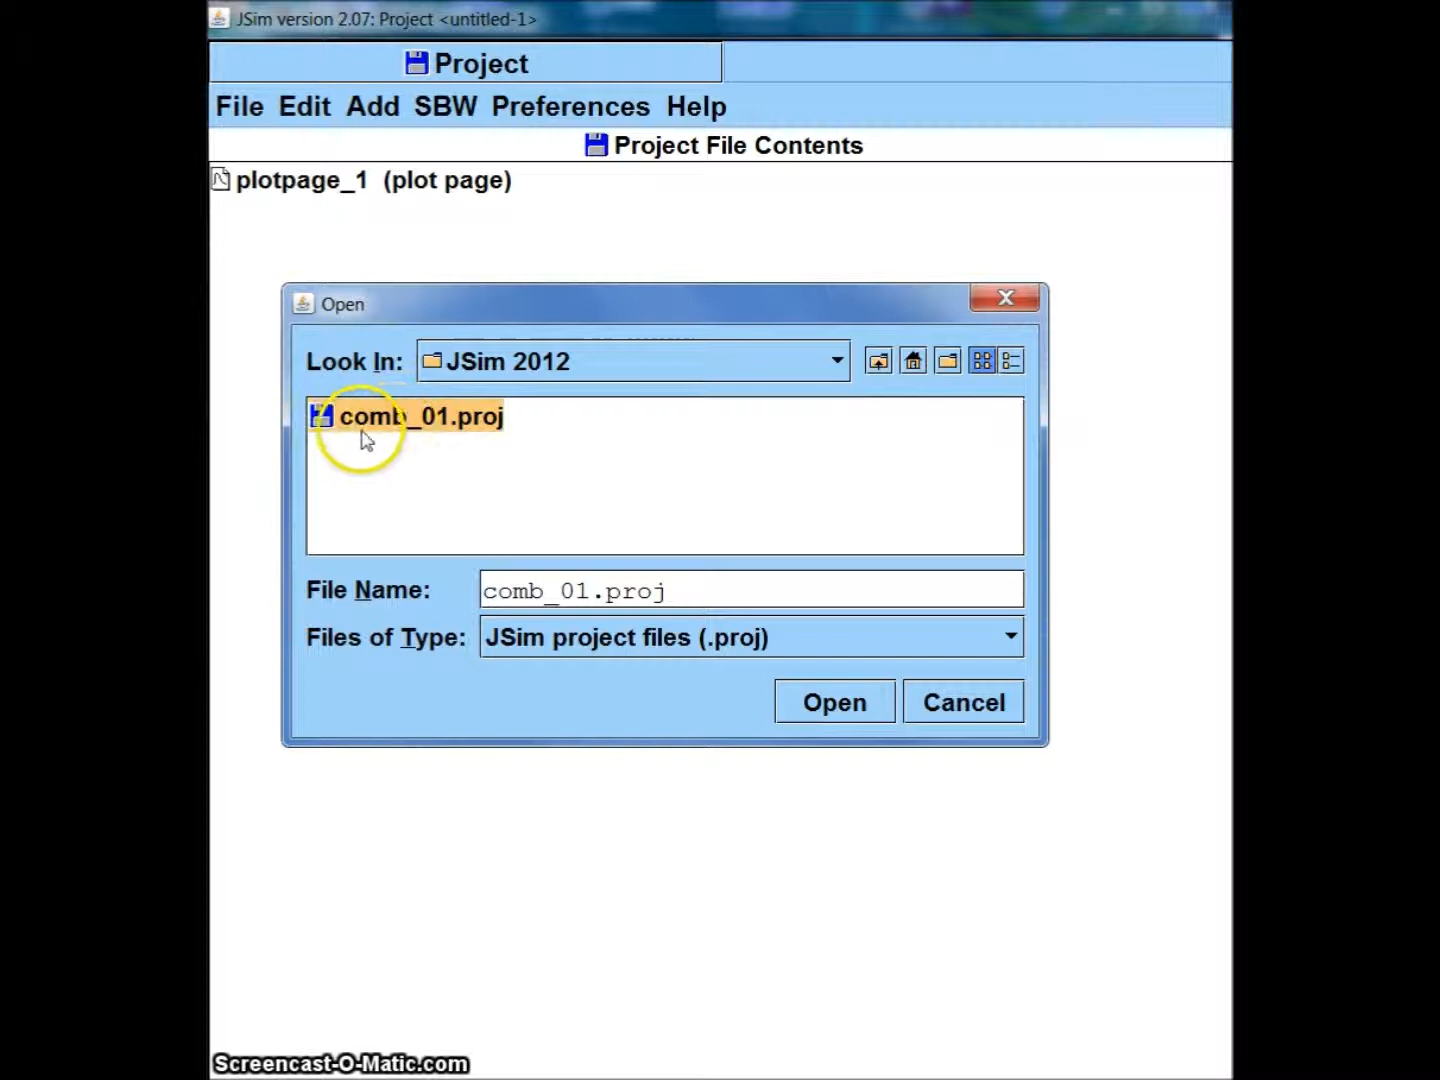 JSim version 2.07: Project <untitled-1>
Project
File Edit Add SBW Preferences Help
Project File Contents
plotpage_1 (plot page)
Open
Look In: JSim 2012
comb_01.proj
File Name: comb_01.proj
Files of Type: JSim project files (.proj)
Open Cancel
Screencast-O-Matic.com